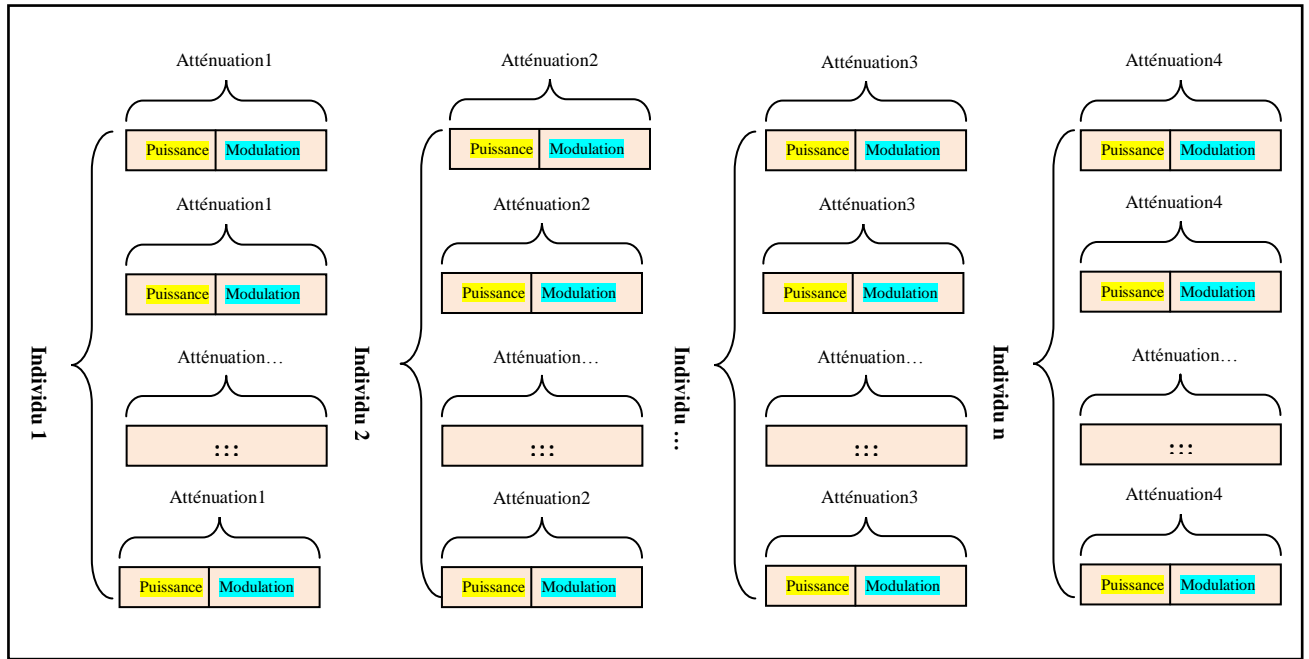 Atténuation1
Puissance Modulation
Atténuation1
Puissance Modulation
Individu 1
Atténuation…
:::
Atténuation1
Puissance Modulation
Atténuation2
Puissance Modulation
Atténuation2
Puissance Modulation
Individu 2
Atténuation…
:::
Atténuation2
Puissance Modulation
Atténuation3
Puissance Modulation
Atténuation3
Puissance Modulation
Individu …
Atténuation…
:::
Atténuation3
Puissance Modulation
Atténuation4
Puissance Modulation
Atténuation4
Puissance Modulation
Individu n
Atténuation…
:::
Atténuation4
Puissance Modulation